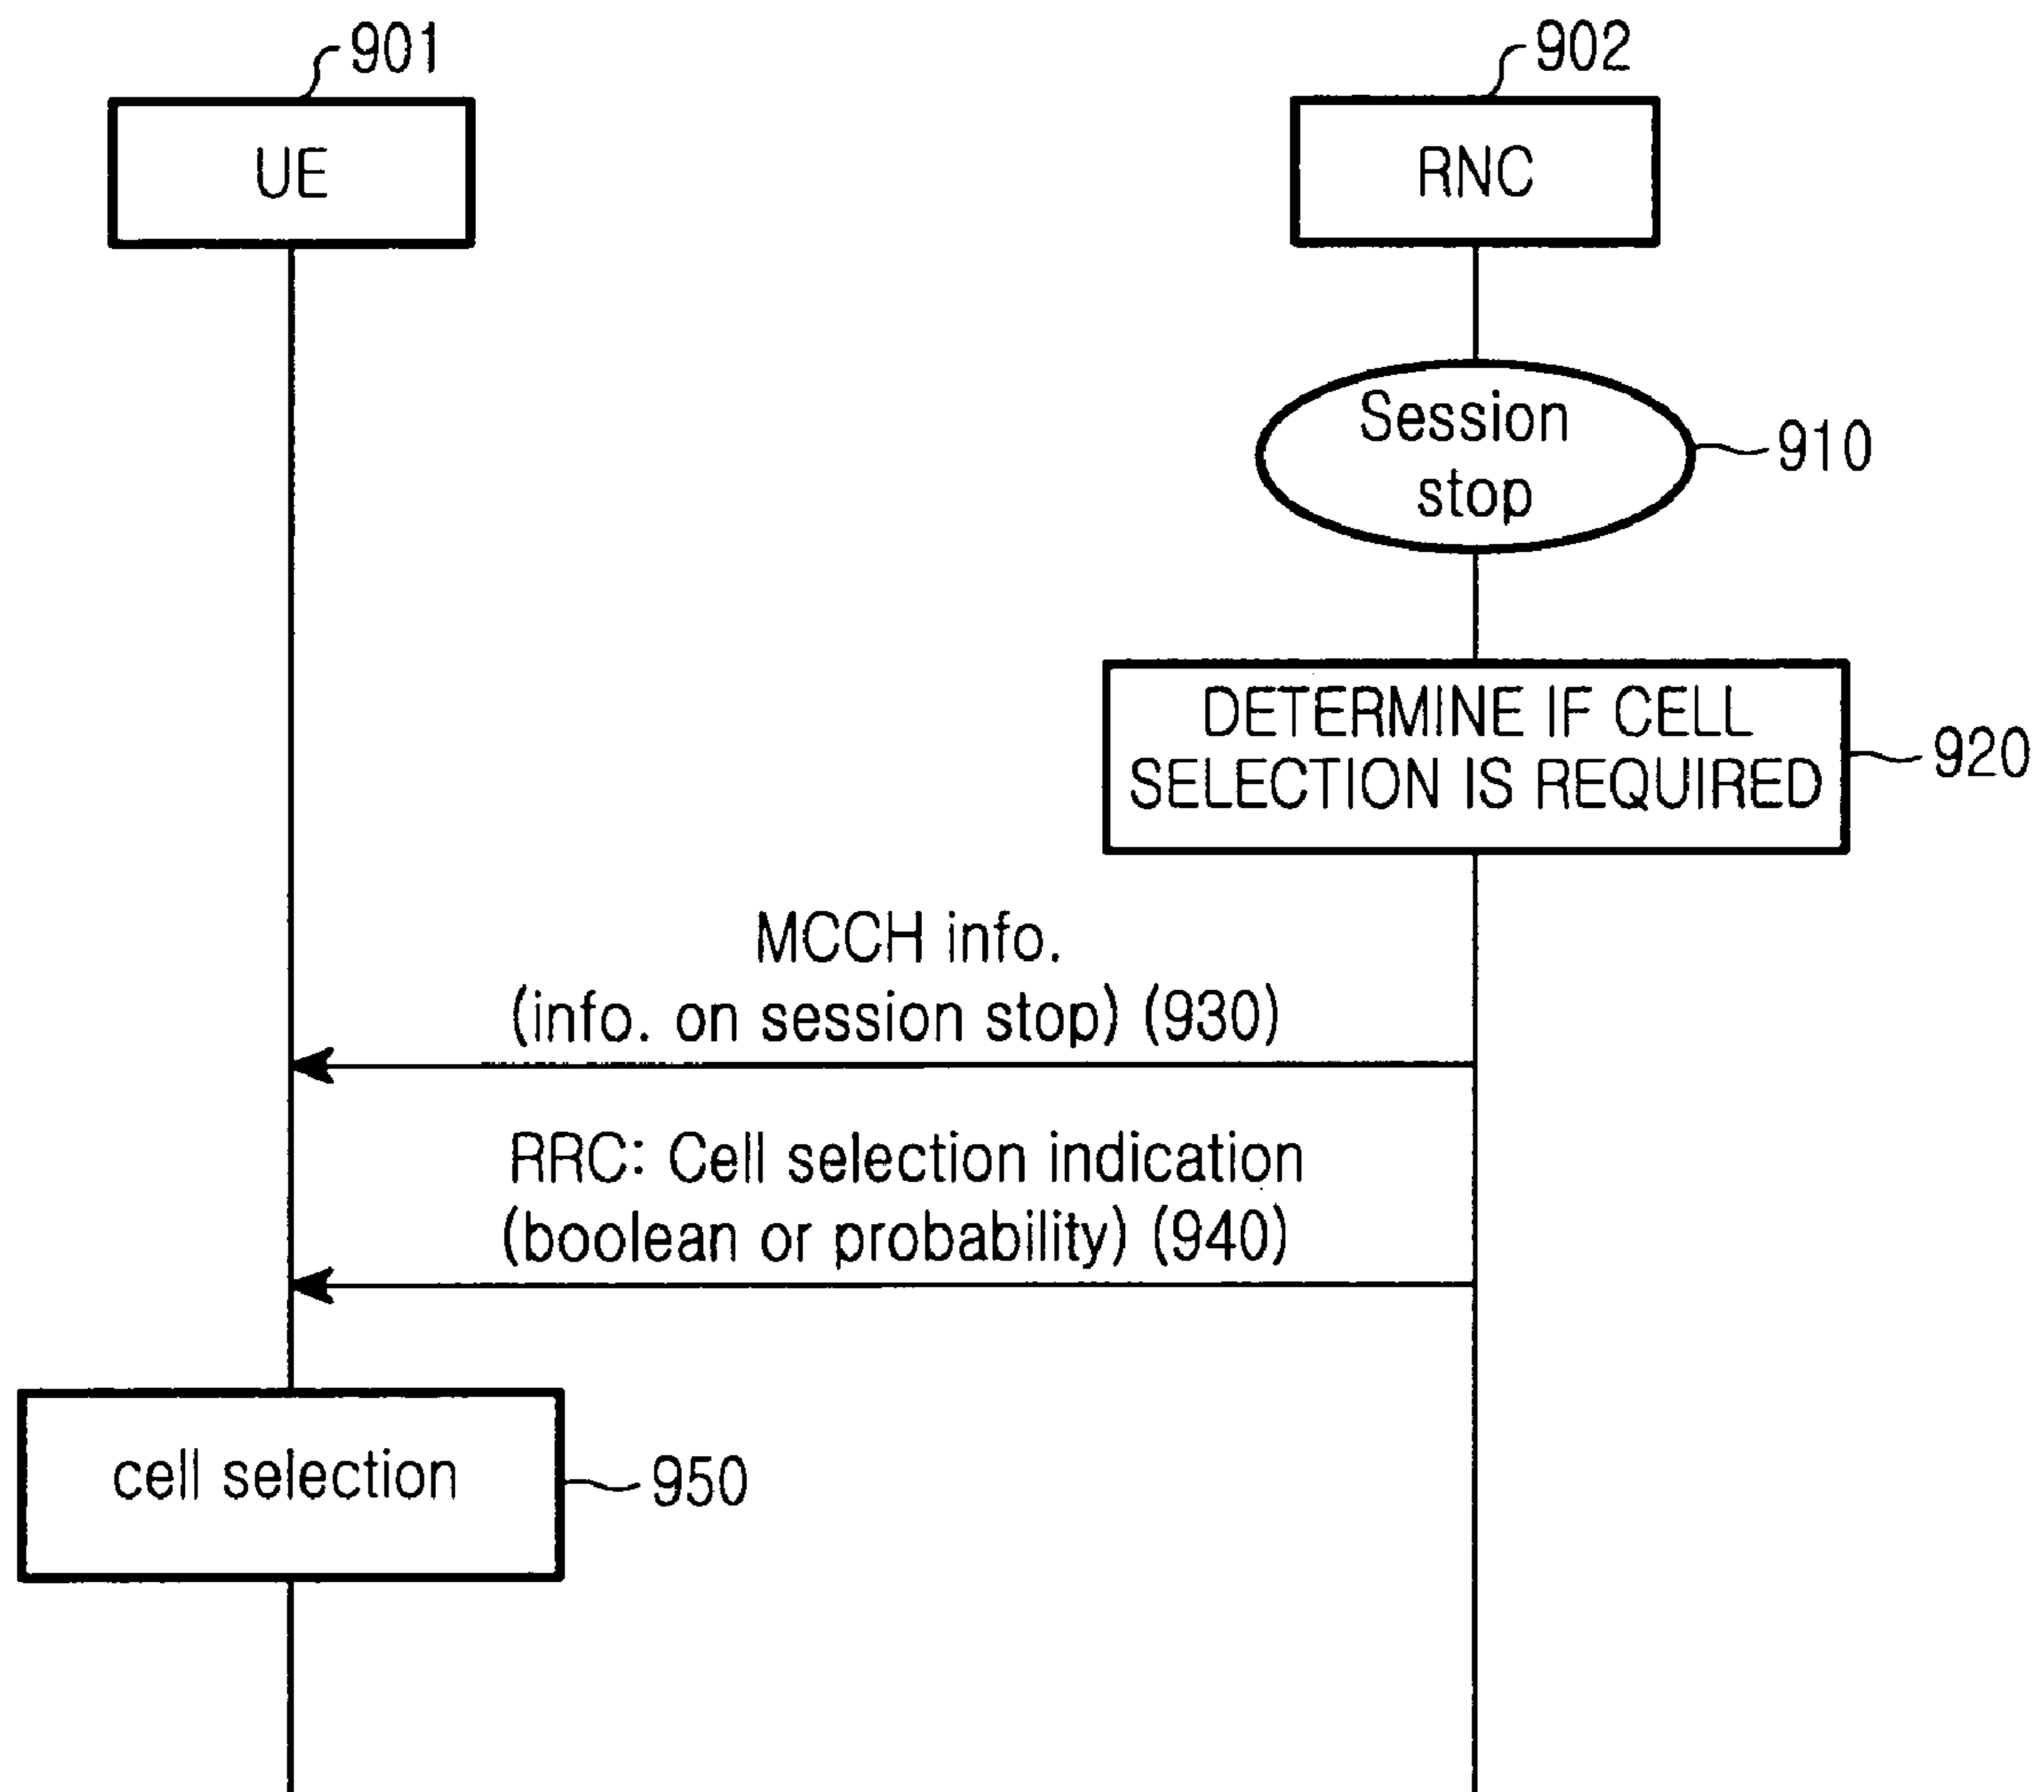 901
902
UE
RNC
Session
stop
910
DETERMINE IF CELL
SELECTION IS REQUIRED
920
MCCH info.
(info. on session stop) (930)
RRC: Cell selection indication
(boolean or probability) (940)
cell selection
950